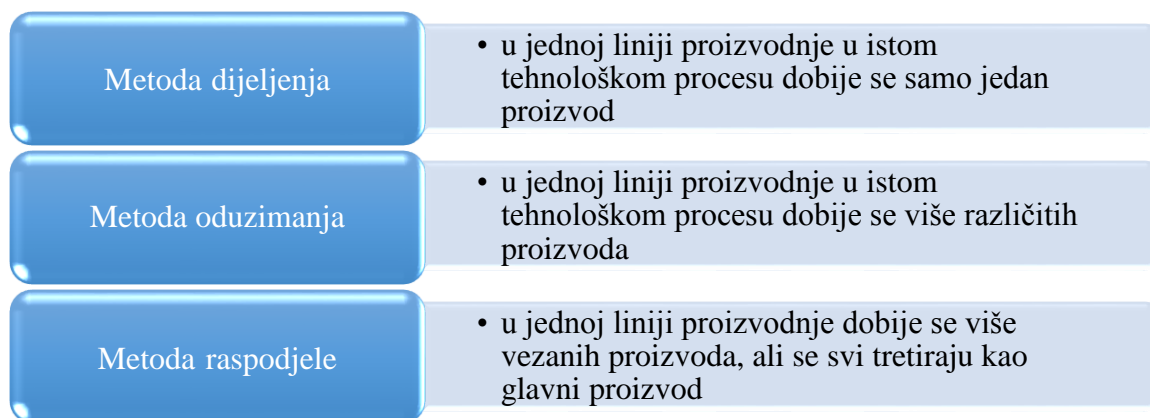 Metoda dijeljenja
• u jednoj liniji proizvodnje u istom
tehnološkom procesu dobije se samo jedan
proizvod
Metoda oduzimanja
• u jednoj liniji proizvodnje u istom
tehnološkom procesu dobije se više različitih
proizvoda
Metoda raspodjele
• u jednoj liniji proizvodnje dobije se više
vezanih proizvoda, ali se svi tretiraju kao
glavni proizvod